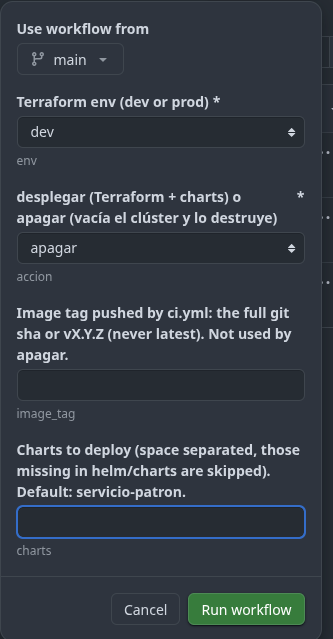 Use workflow from
main
Terraform env (dev or prod) *
dev
env
desplegar (Terraform + charts) o *
apagar (vacía el clúster y lo destruye)
apagar
accion
Image tag pushed by ci.yml: the full git
sha or vX.Y.Z (never latest). Not used by
apagar.
image_tag
Charts to deploy (space separated, those
missing in helm/charts are skipped).
Default: servicio-patron.
charts
Cancel
Run workflow